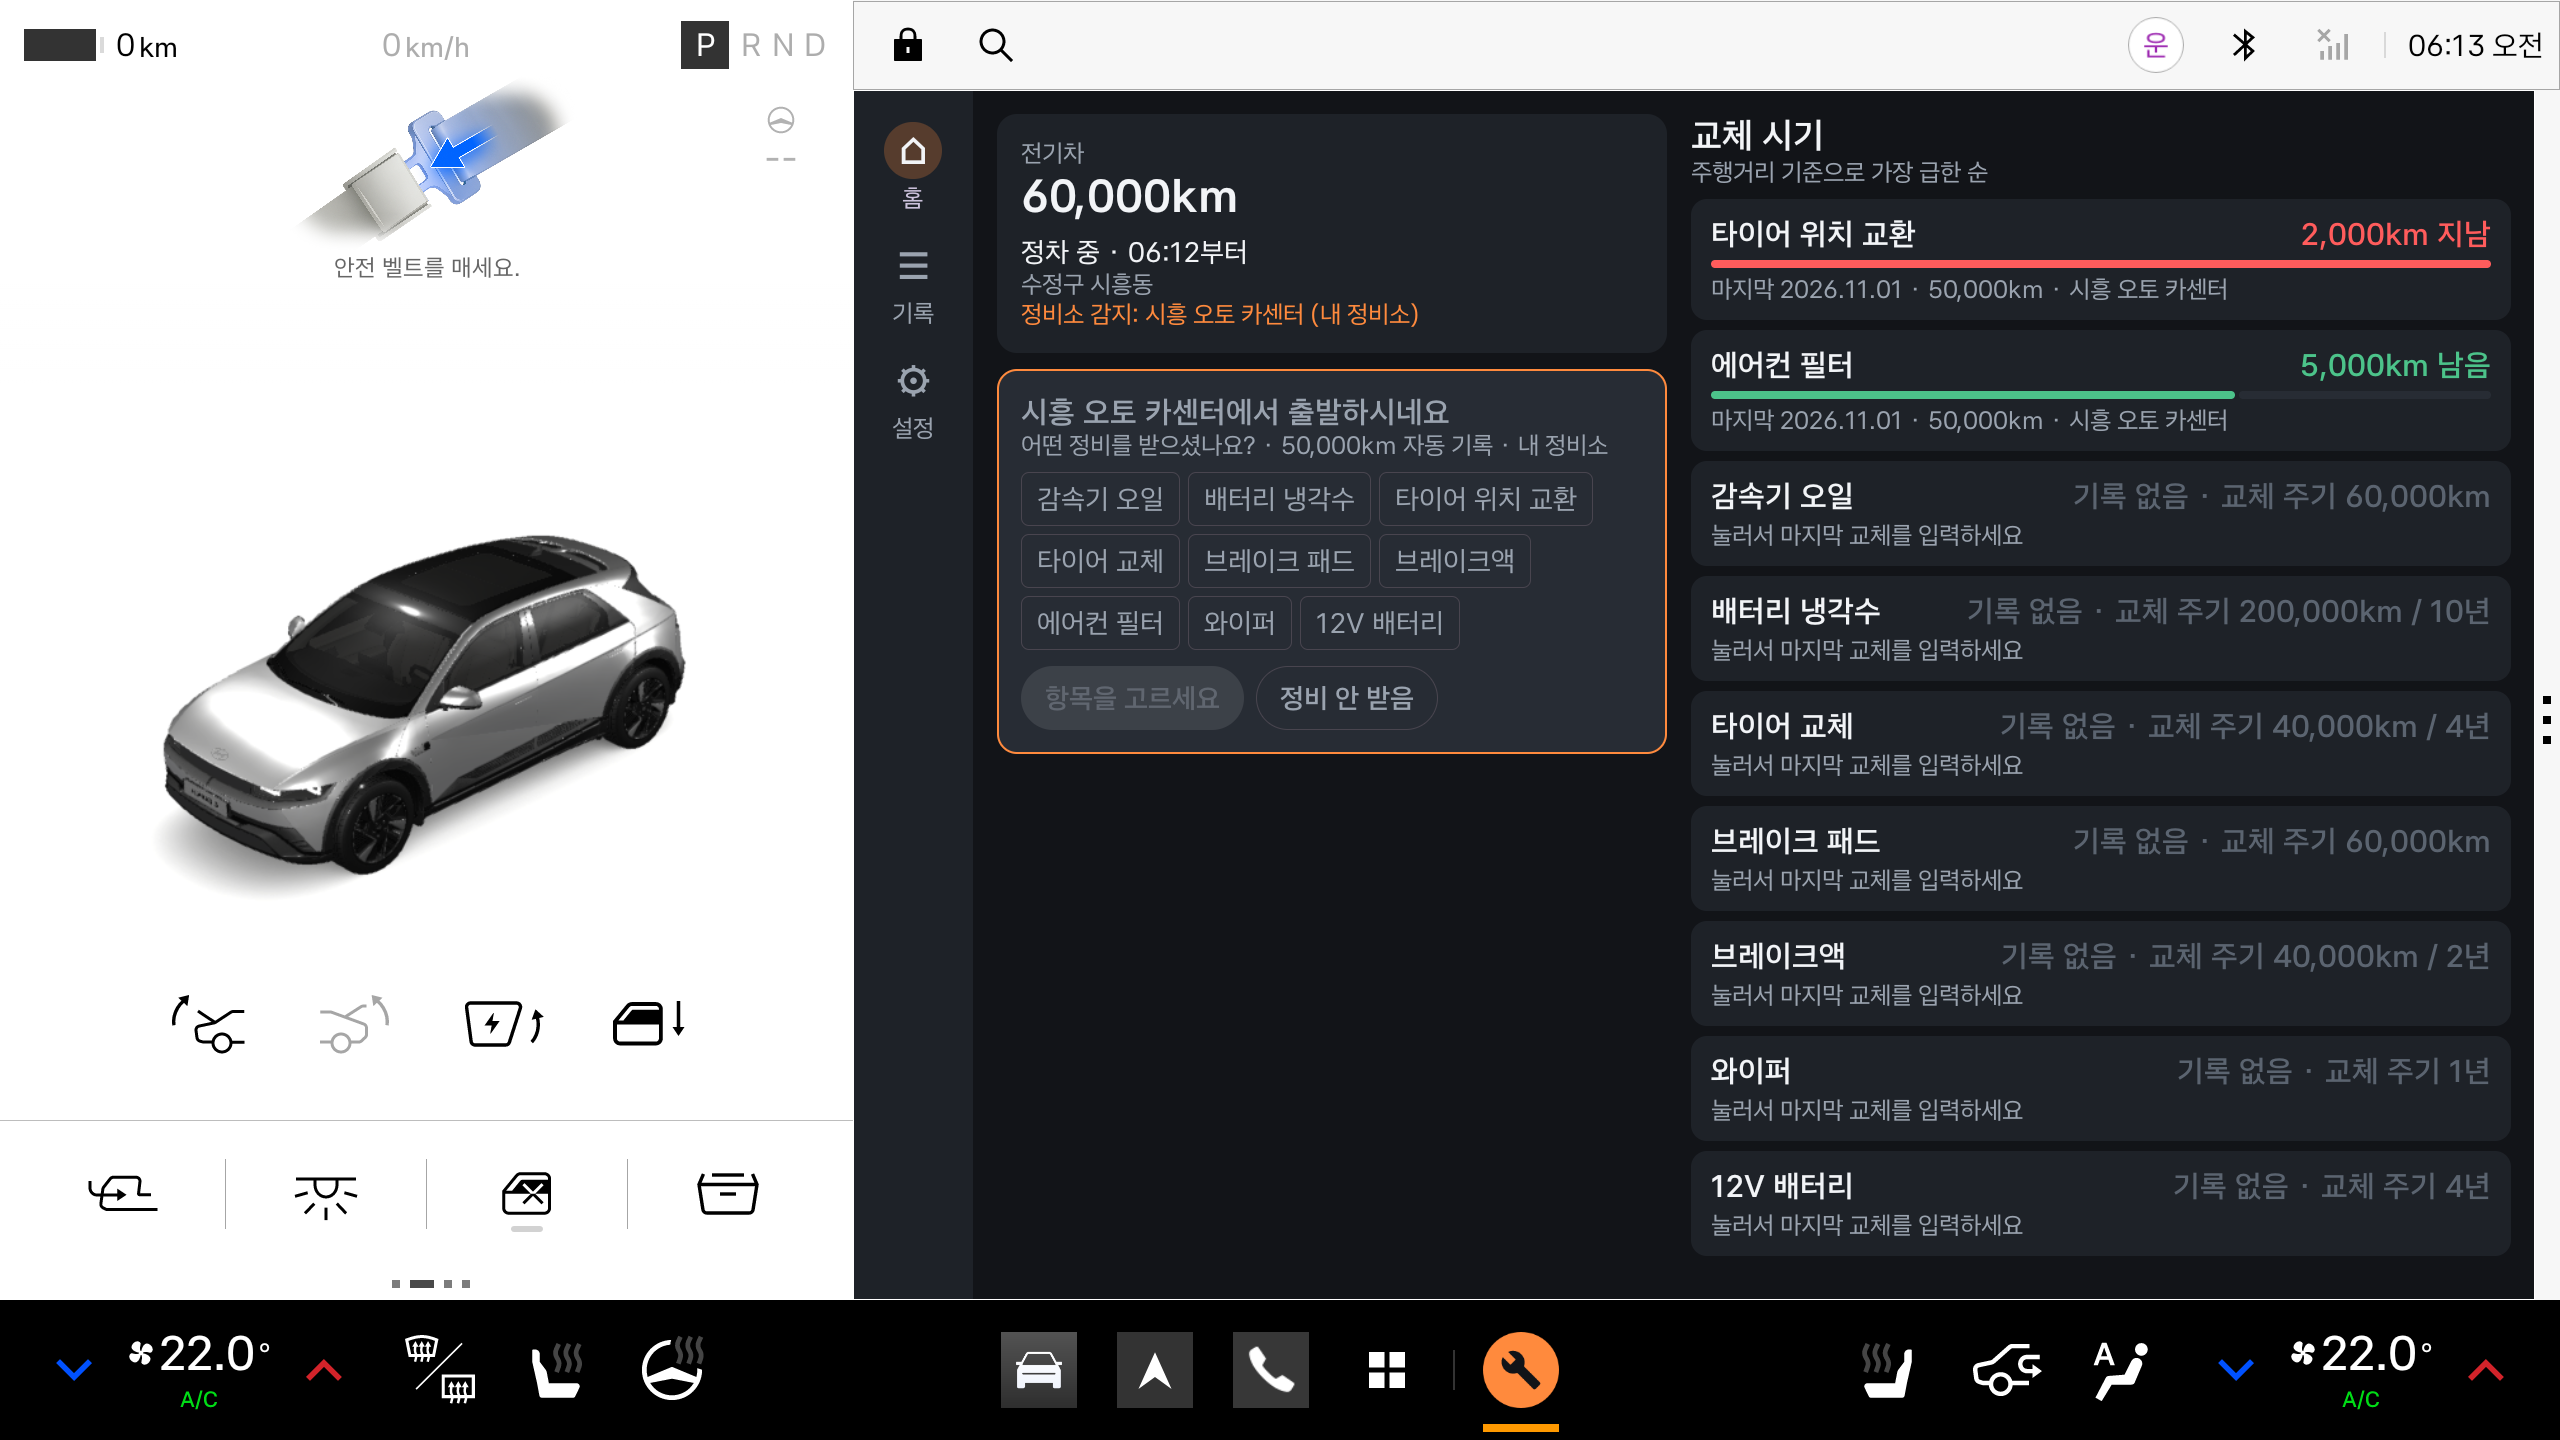 0 km
0 km/h
P R N D
안전 벨트를 매세요.
운
06:13 오전
홈
기록
설정
전기차
60,000km
정차 중 · 06:12부터
수정구 시흥동
정비소 감지: 시흥 오토 카센터 (내 정비소)
시흥 오토 카센터에서 출발하시네요
어떤 정비를 받으셨나요? · 50,000km 자동 기록 · 내 정비소
감속기 오일 배터리 냉각수 타이어 위치 교환
타이어 교체 브레이크 패드 브레이크액
에어컨 필터 와이퍼 12V 배터리
항목을 고르세요 정비 안 받음
교체 시기
주행거리 기준으로 가장 급한 순
타이어 위치 교환 2,000km 지남
마지막 2026.11.01 · 50,000km · 시흥 오토 카센터
에어컨 필터 5,000km 남음
마지막 2026.11.01 · 50,000km · 시흥 오토 카센터
감속기 오일 기록 없음 · 교체 주기 60,000km
눌러서 마지막 교체를 입력하세요
배터리 냉각수 기록 없음 · 교체 주기 200,000km / 10년
눌러서 마지막 교체를 입력하세요
타이어 교체 기록 없음 · 교체 주기 40,000km / 4년
눌러서 마지막 교체를 입력하세요
브레이크 패드 기록 없음 · 교체 주기 60,000km
눌러서 마지막 교체를 입력하세요
브레이크액 기록 없음 · 교체 주기 40,000km / 2년
눌러서 마지막 교체를 입력하세요
와이퍼 기록 없음 · 교체 주기 1년
눌러서 마지막 교체를 입력하세요
12V 배터리 기록 없음 · 교체 주기 4년
눌러서 마지막 교체를 입력하세요
22.0°
A/C
A
22.0°
A/C